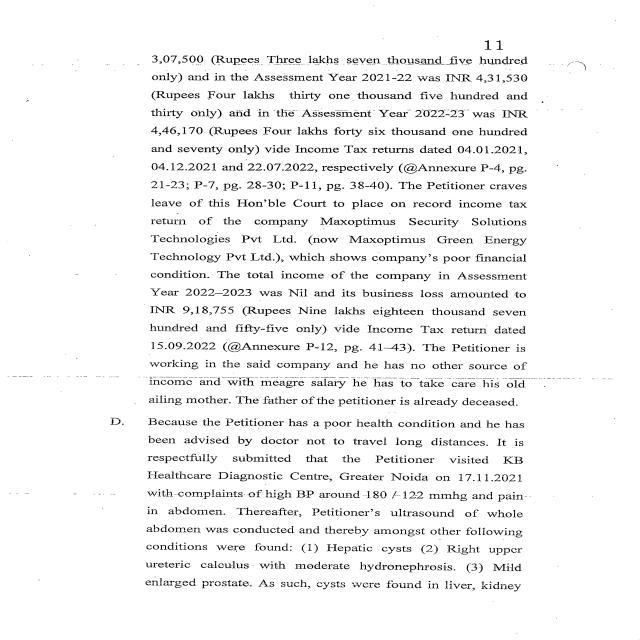 11
3,07,500 (Rupees Three lakhs seven thousand five hundred
only) and in the Assessment Year 2021-22 was INR 4,31,530
(Rupees Four lakhs thirty one thousand five hundred and
thirty only) and in the Assessment Year 2022-23 was INR
4,46,170 (Rupees Four lakhs forty six thousand one hundred
and seventy only) vide Income Tax returns dated 04.01.2021,
04.12.2021 and 22.07.2022, respectively (@Annexure P-4, pg.
21-23; P-7, pg. 28-30; P-11, pg. 38-40). The Petitioner craves
leave of this Hon'ble Court to place on record income tax
return of the company Maxoptimus Security Solutions
Technologies Pvt Ltd. (now Maxoptimus Green Energy
Technology Pvt Ltd.), which shows company's poor financial
condition. The total income of the company in Assessment
Year 2022–2023 was Nil and its business loss amounted to
INR 9,18,755 (Rupees Nine lakhs eighteen thousand seven
hundred and fifty-five only) vide Income Tax return dated
15.09.2022 (@Annexure P-12, pg. 41–43). The Petitioner is
working in the said company and he has no other source of
income and with meagre salary he has to take care his old
ailing mother. The father of the petitioner is already deceased.
D. Because the Petitioner has a poor health condition and he has
been advised by doctor not to travel long distances. It is
respectfully submitted that the Petitioner visited KB
Healthcare Diagnostic Centre, Greater Noida on 17.11.2021
with complaints of high BP around 180 / 122 mmhg and pain
in abdomen. Thereafter, Petitioner's ultrasound of whole
abdomen was conducted and thereby amongst other following
conditions were found: (1) Hepatic cysts (2) Right upper
ureteric calculus with moderate hydronephrosis. (3) Mild
enlarged prostate. As such, cysts were found in liver, kidney